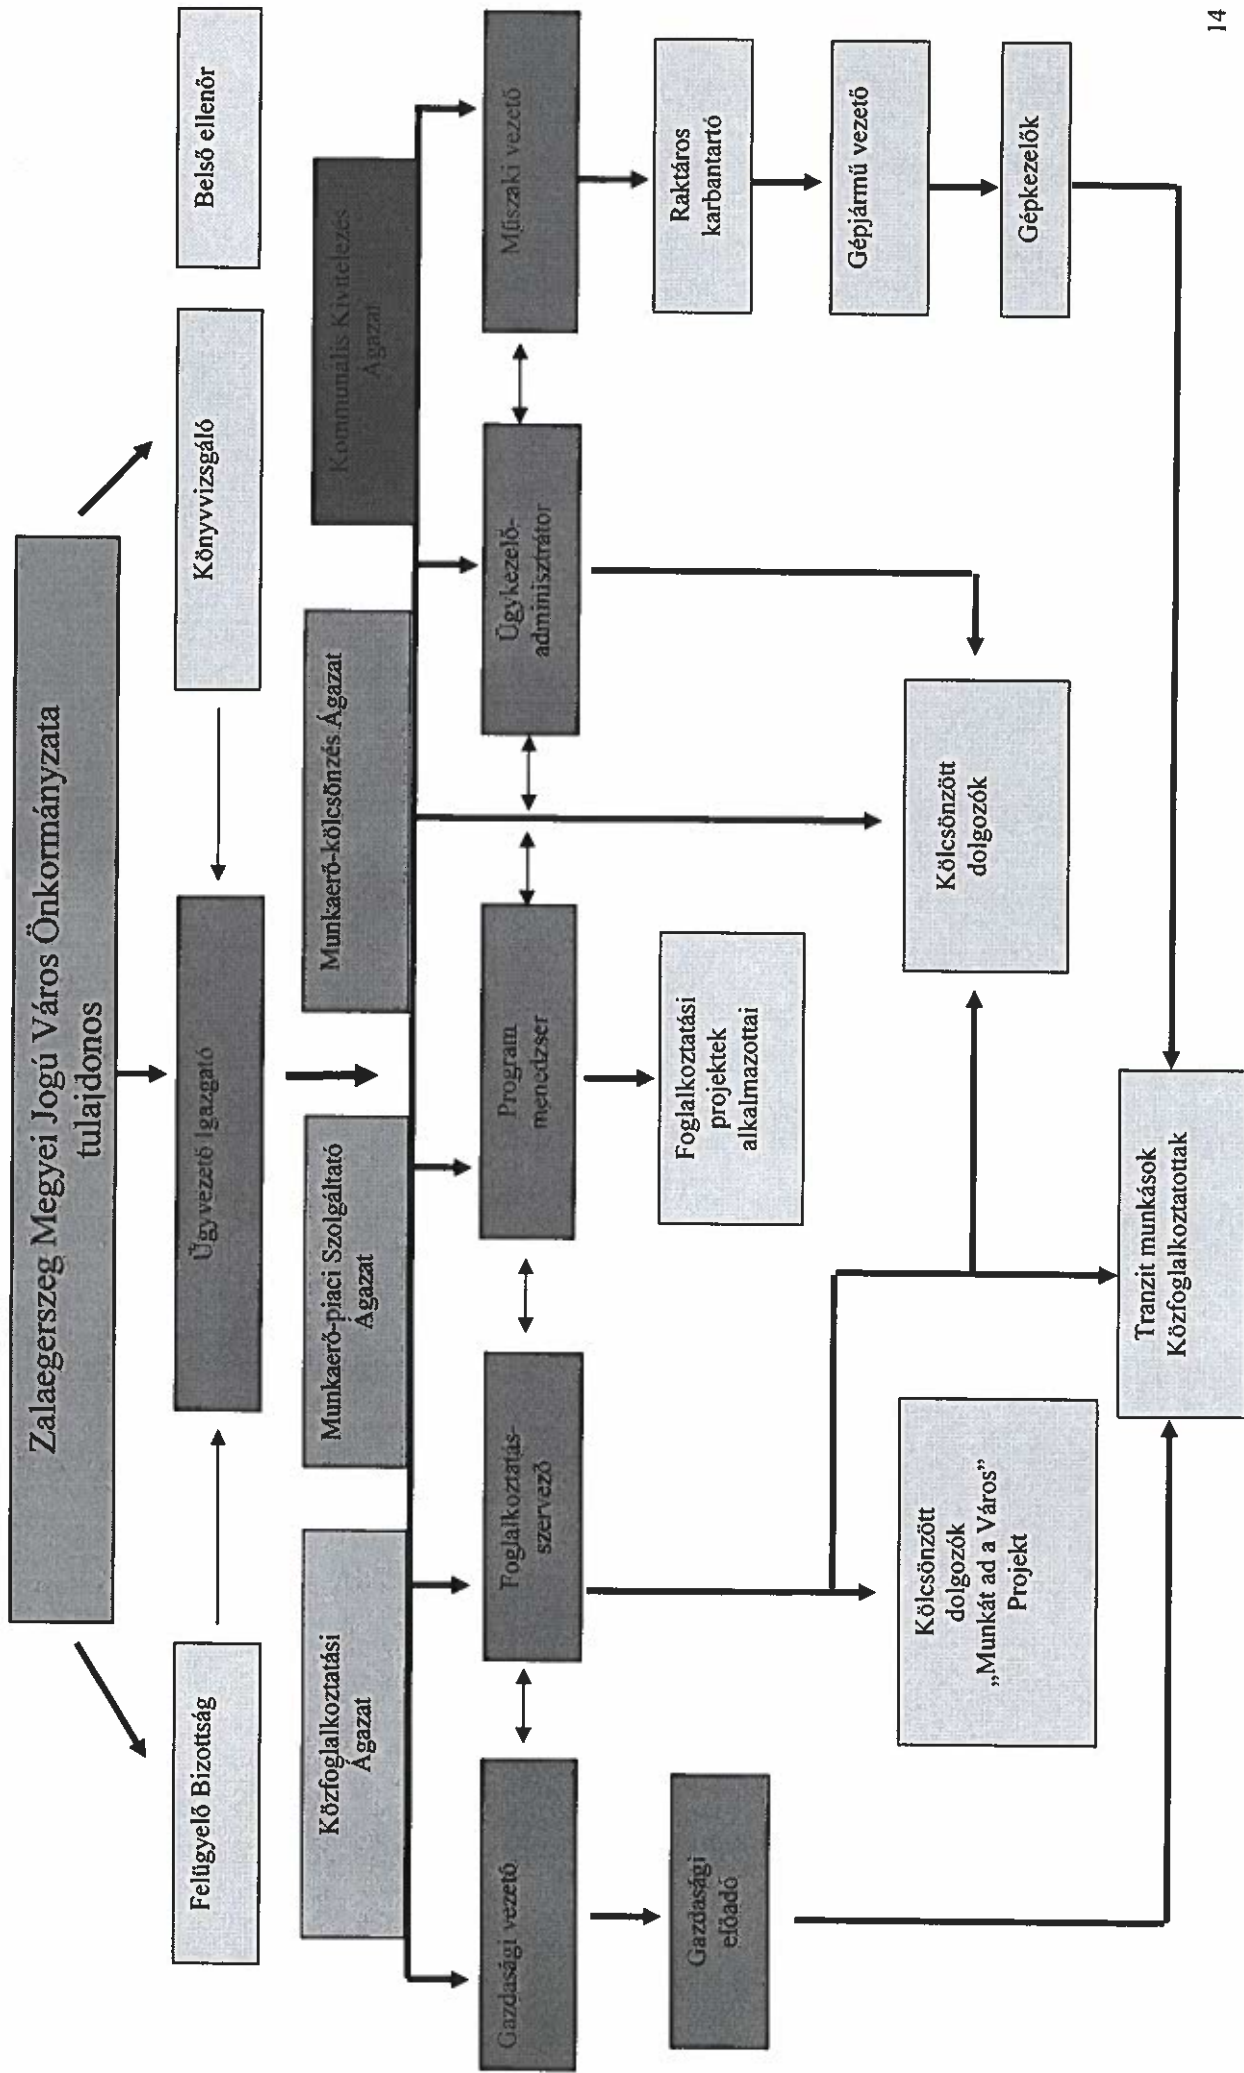 Zalaegerszeg Megyei Jogú Város Önkormányzata
tulajdonos
Felügyelő Bizottság
Ügyvezető Igazgató
Könyvvizsgáló
Belső ellenőr
Közfoglalkoztatási
Ágazat
Munkaerő-piaci Szolgáltató
Ágazat
Munkaerő-kölcsönzés Ágazat
Kommunális Kivitelezés
Ágazat
Gazdasági vezető
Foglalkoztatás-
szervező
Program
menedzser
Ügykezelő-
adminisztrátor
Műszaki vezető
Gazdasági
előadó
Foglalkoztatási
projektek
alkalmazottai
Raktáros
karbantartó
Gépjármű vezető
Gépkezelők
Kölcsönzött
dolgozók
„Munkát ad a Város”
Projekt
Kölcsönzött
dolgozók
Tranzit munkások
Közfoglalkoztatottak
14